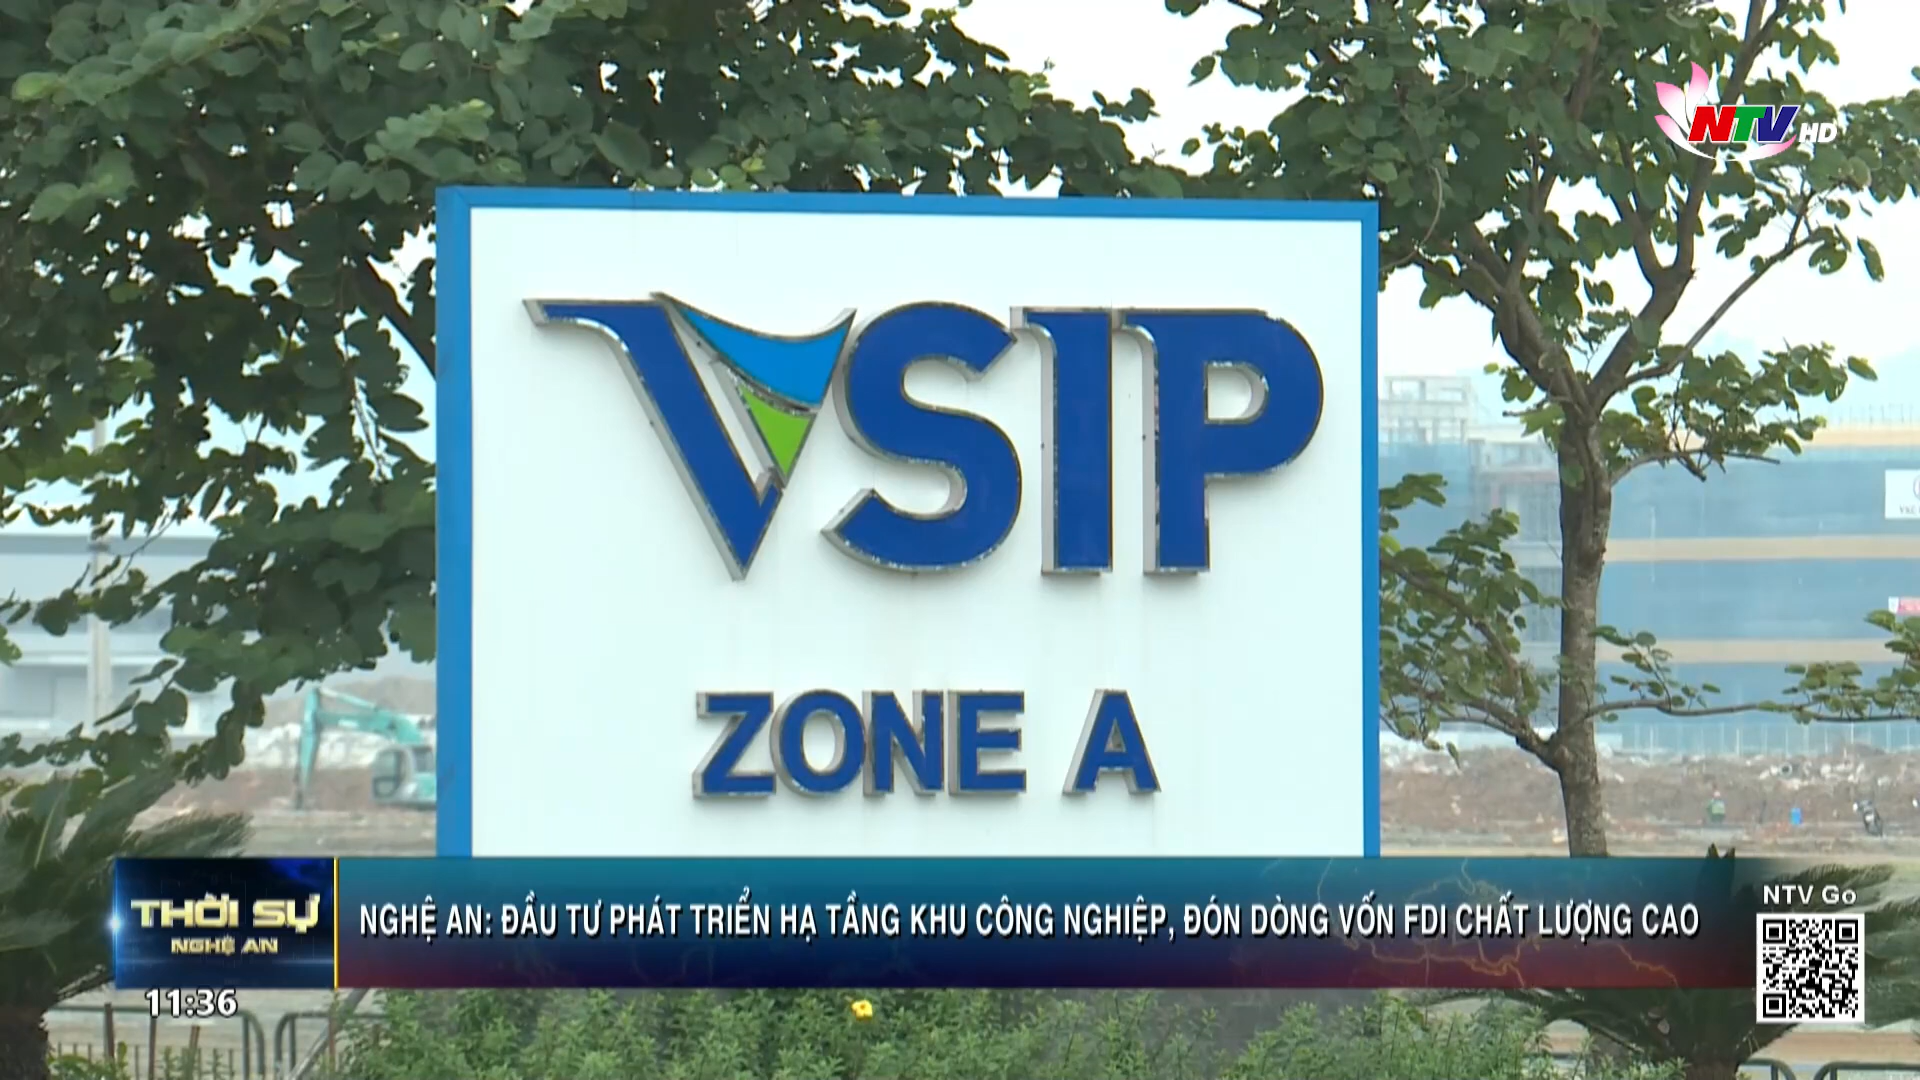 NTV HD
VSIP
ZONE A
THỜI SỰ
NGHỆ AN
NGHỆ AN: ĐẦU TƯ PHÁT TRIỂN HẠ TẦNG KHU CÔNG NGHIỆP, ĐÓN DÒNG VỐN FDI CHẤT LƯỢNG CAO
NTV Go
11:36